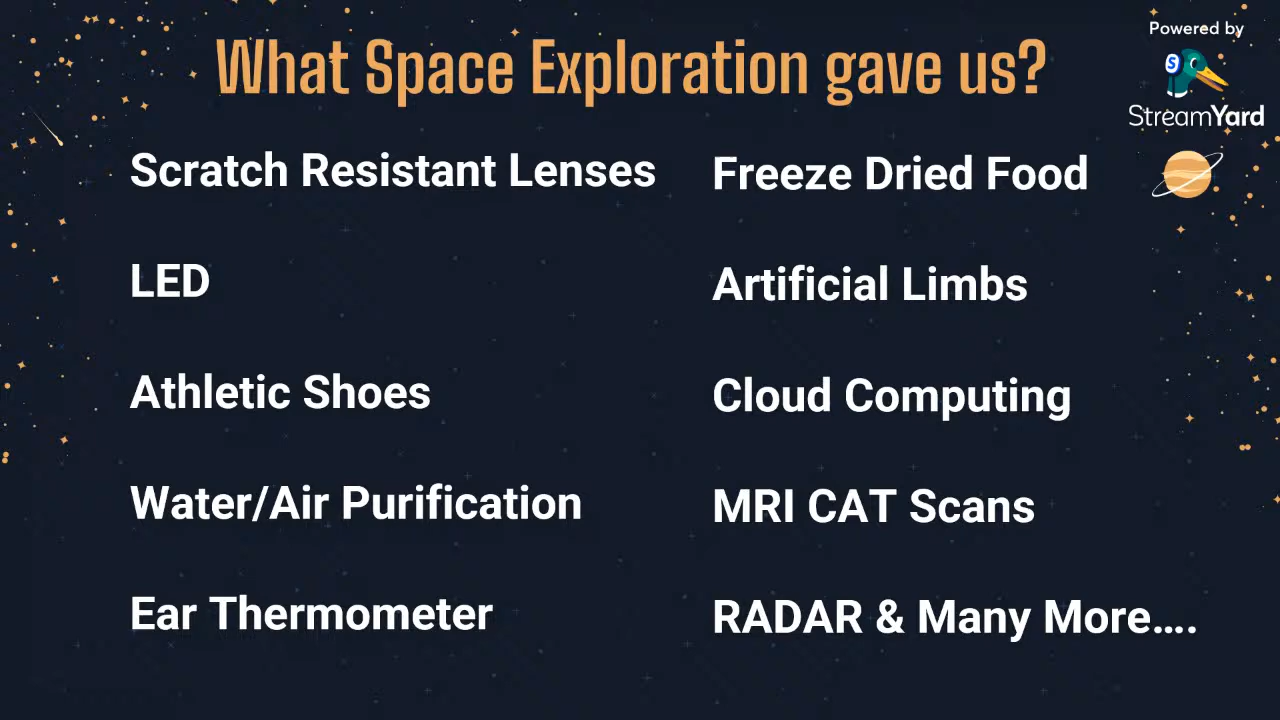 What Space Exploration gave us?
Powered by
S
StreamYard
Scratch Resistant Lenses
Freeze Dried Food
LED
Artificial Limbs
Athletic Shoes
Cloud Computing
Water/Air Purification
MRI CAT Scans
Ear Thermometer
RADAR & Many More....